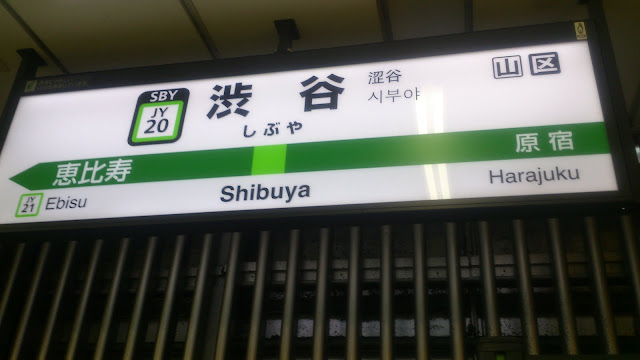 SBY
JY
20
渋谷
しぶや
涩谷
시부야
山区
恵比寿
原宿
JY
21
Ebisu
Shibuya
Harajuku